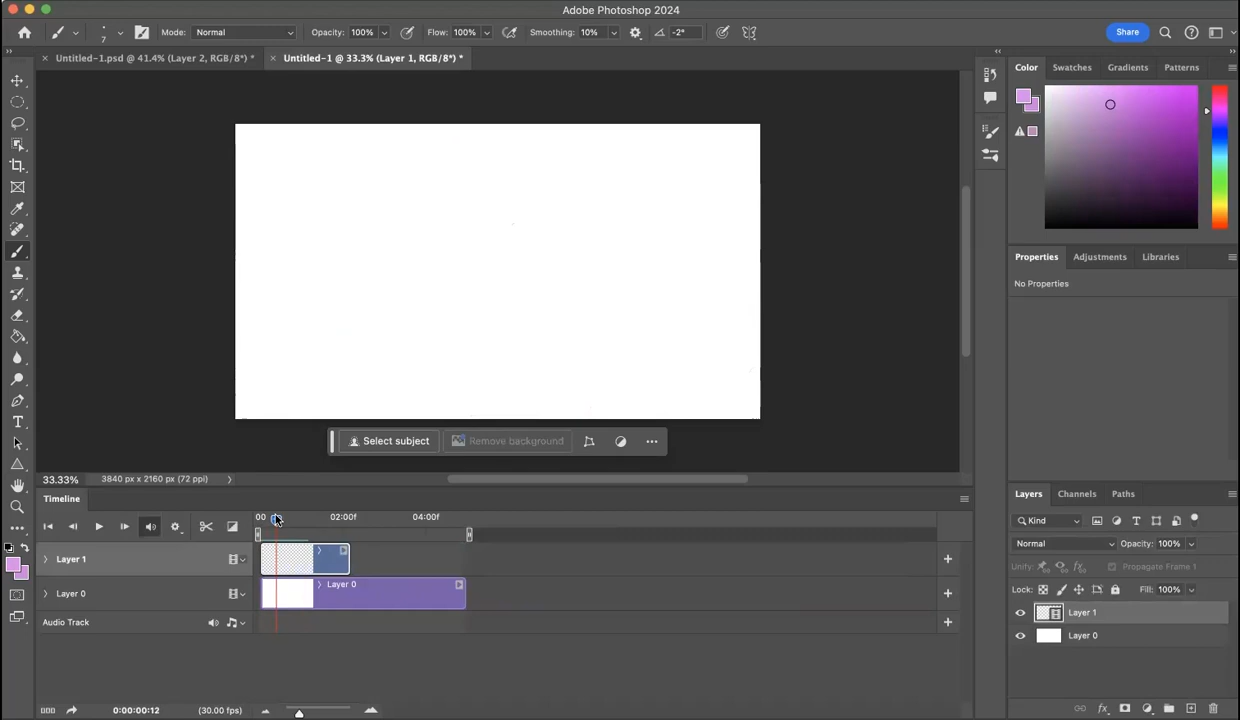 Adobe Photoshop 2024
7
Mode: Normal
Opacity: 100%
Flow: 100%
Smoothing: 10%
-2°
Share
Untitled-1.psd @ 41.4% (Layer 2, RGB/8*) *
Untitled-1 @ 33.3% (Layer 1, RGB/8*) *
Color
Swatches
Gradients
Patterns
Properties
Adjustments
Libraries
No Properties
Select subject
Remove background
33.33%
3840 px x 2160 px (72 ppi)
Timeline
00
02:00f
04:00f
Layer 1
Layer 0
Layer 0
Audio Track
0:00:00:12
(30.00 fps)
Layers
Channels
Paths
Kind
Normal
Opacity: 100%
Unify:
Propagate Frame 1
Lock:
Fill: 100%
Layer 1
Layer 0